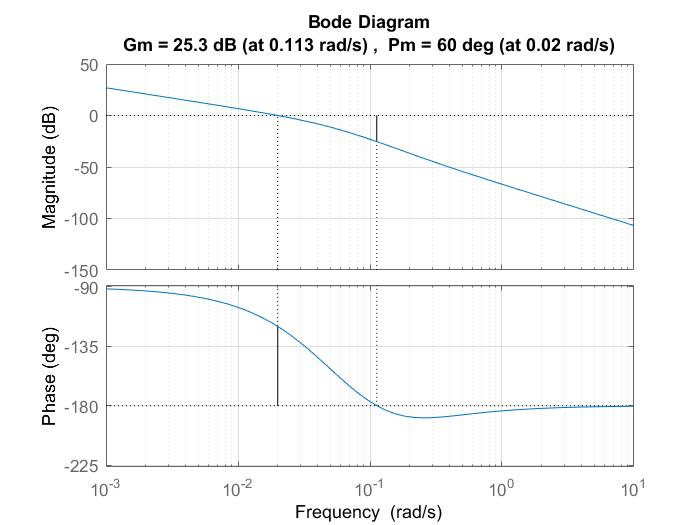 Bode Diagram
Gm = 25.3 dB (at 0.113 rad/s) ,  Pm = 60 deg (at 0.02 rad/s)
Magnitude (dB)
50
0
-50
-100
-150
Phase (deg)
-90
-135
-180
-225
10^-3
10^-2
10^-1
10^0
10^1
Frequency  (rad/s)